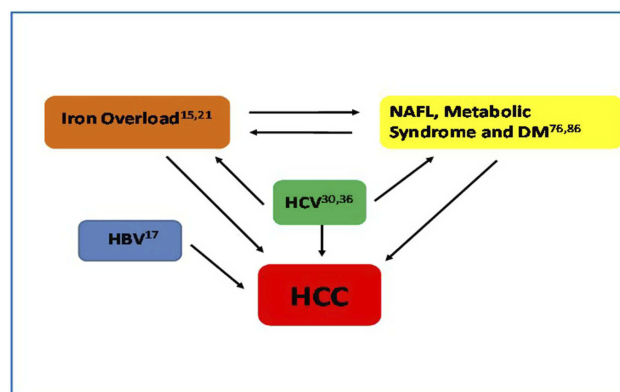 Iron Overload15,21
NAFL, Metabolic
Syndrome and DM76,86
HCV30,36
HBV17
HCC